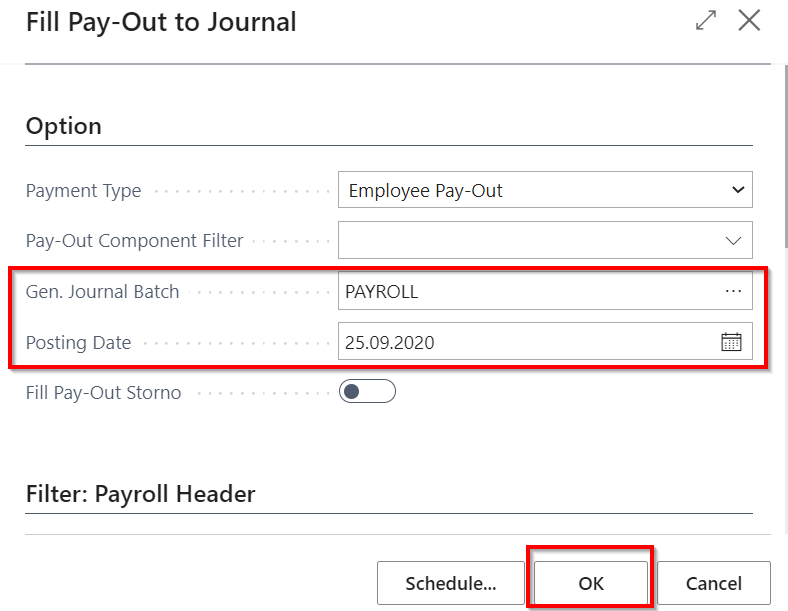 Fill Pay-Out to Journal
Option
Payment Type Employee Pay-Out
Pay-Out Component Filter
Gen. Journal Batch PAYROLL
Posting Date 25.09.2020
Fill Pay-Out Storno
Filter: Payroll Header
Schedule... OK Cancel